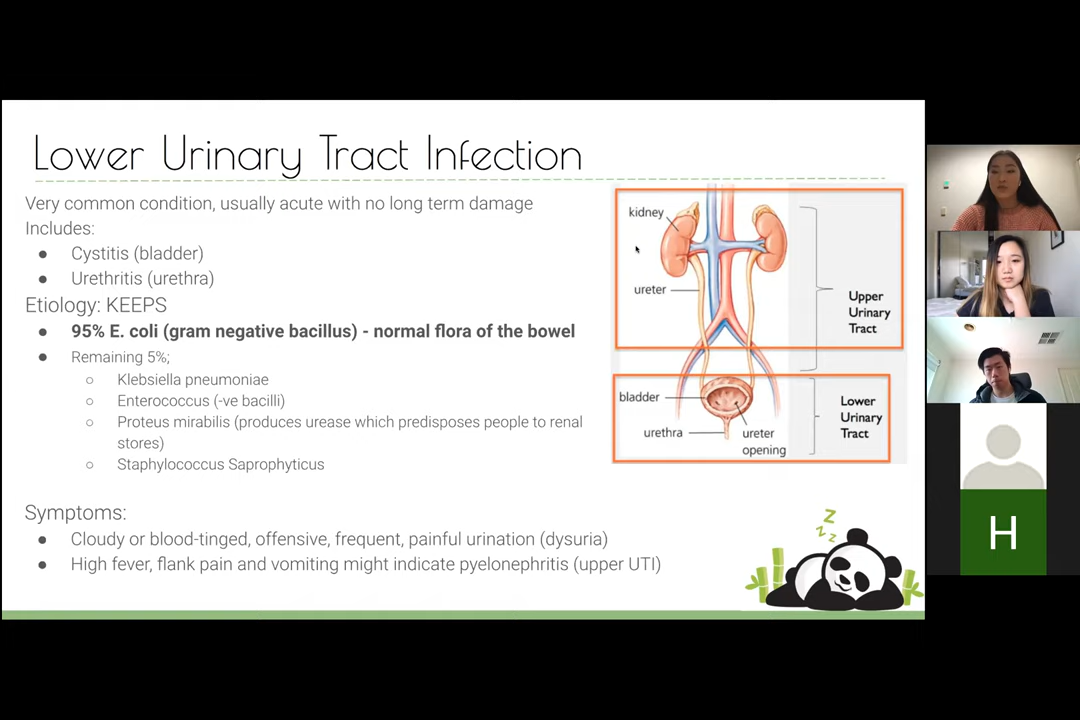 Lower Urinary Tract Infection
Very common condition, usually acute with no long term damage
Includes:
● Cystitis (bladder)
● Urethritis (urethra)
Etiology: KEEPS
● 95% E. coli (gram negative bacillus) - normal flora of the bowel
● Remaining 5%;
○ Klebsiella pneumoniae
○ Enterococcus (-ve bacilli)
○ Proteus mirabilis (produces urease which predisposes people to renal
stores)
○ Staphylococcus Saprophyticus
Symptoms:
● Cloudy or blood-tinged, offensive, frequent, painful urination (dysuria)
● High fever, flank pain and vomiting might indicate pyelonephritis (upper UTI)
kidney
ureter
Upper
Urinary
Tract
bladder
urethra
ureter
opening
Lower
Urinary
Tract
z
z z
H